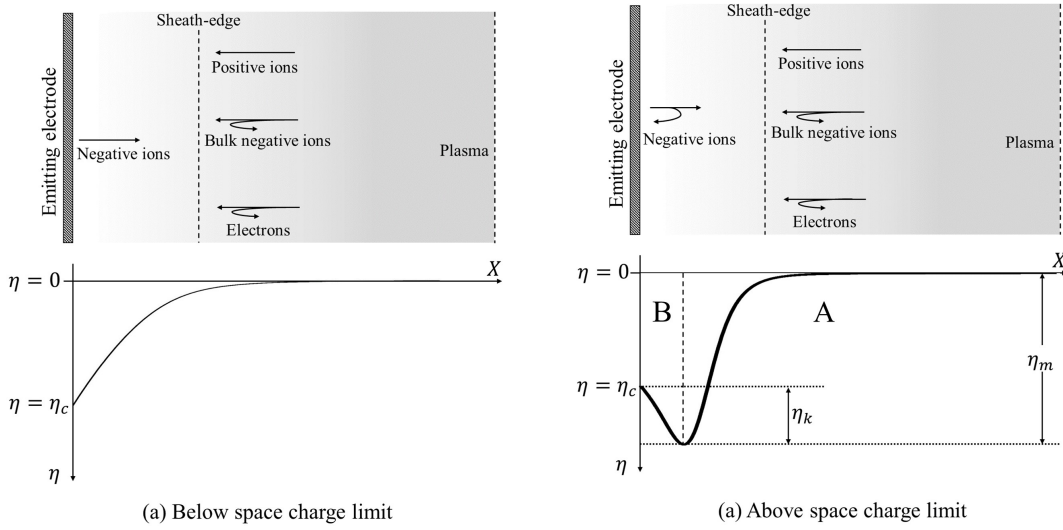 Sheath-edge
Emitting electrode
Positive ions
Negative ions
Bulk negative ions
Plasma
Electrons
η = 0
X
η = η_c
η
(a) Below space charge limit
Sheath-edge
Emitting electrode
Positive ions
Negative ions
Bulk negative ions
Plasma
Electrons
η = 0
X
B
A
η_m
η = η_c
η_k
η
(a) Above space charge limit